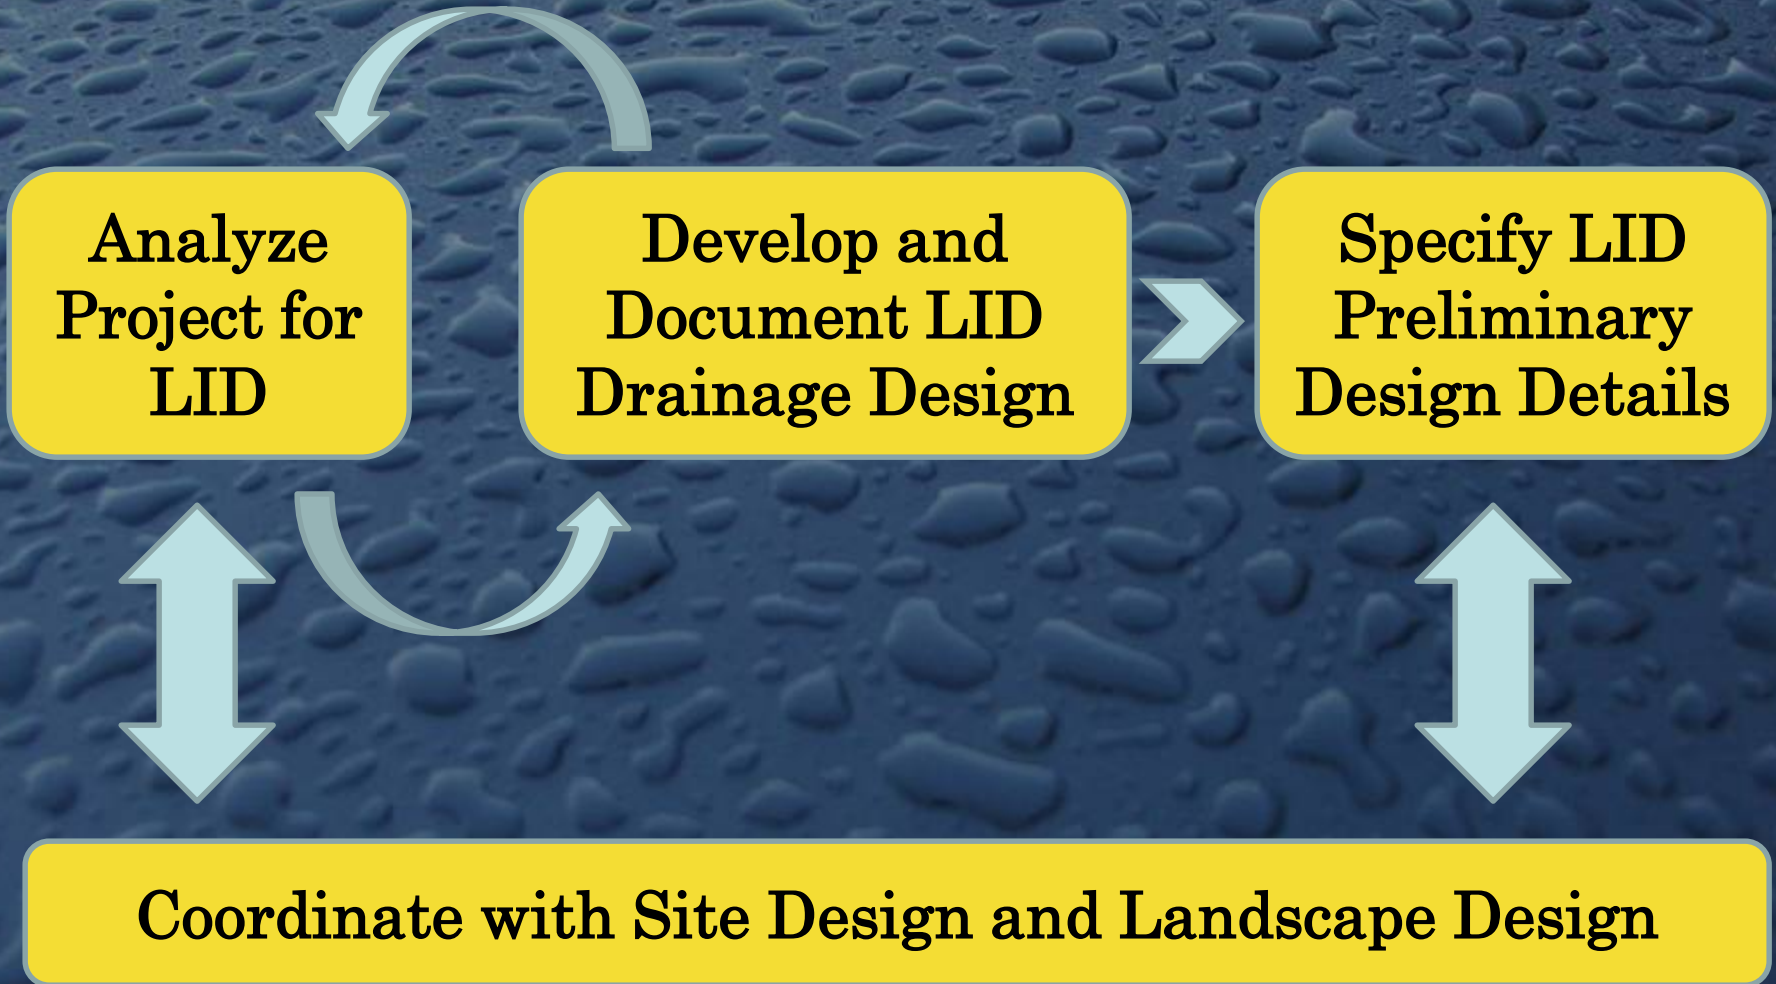 Analyze
Project for
LID
Develop and
Document LID
Drainage Design
Specify LID
Preliminary
Design Details
Coordinate with Site Design and Landscape Design